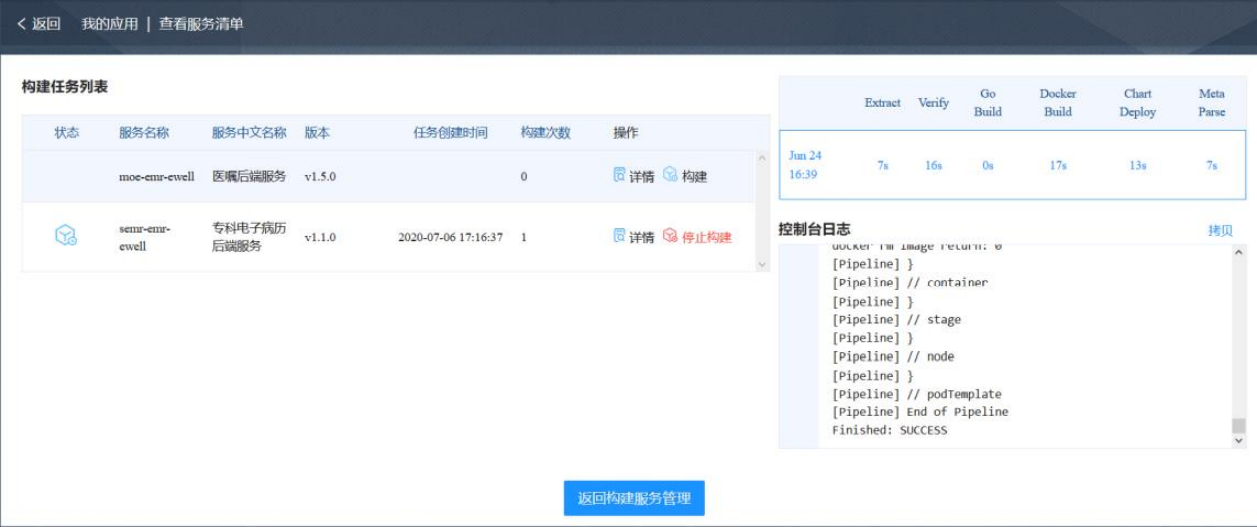 返回 我的应用 | 查看服务清单
构建任务列表
状态 服务名称 服务中文名称 版本 任务创建时间 构建次数 操作
moe-emr-ewell 医嘱后端服务 v1.5.0 0 详情 构建
semr-emr-
ewell
专科电子病历
后端服务
v1.1.0 2020-07-06 17:16:37 1 详情 停止构建
Extract Verify Go
Build Docker
Build Chart
Deploy Meta
Parse
Jun 24
16:39
7s 16s 0s 17s 13s 7s
控制台日志 拷贝
docker rm image return: 0
[Pipeline] }
[Pipeline] // container
[Pipeline] }
[Pipeline] // stage
[Pipeline] }
[Pipeline] // node
[Pipeline] }
[Pipeline] // podTemplate
[Pipeline] End of Pipeline
Finished: SUCCESS
返回构建服务管理